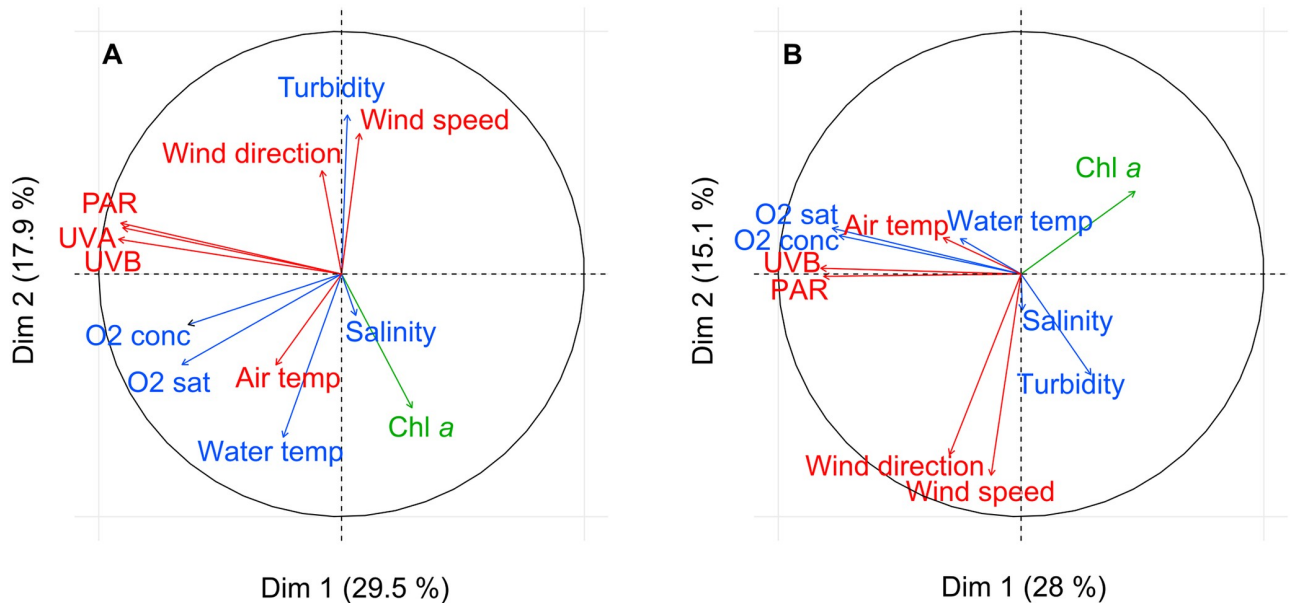 A
Turbidity
Wind speed
Wind direction
PAR
UVA
UVB
O2 conc
Salinity
O2 sat
Air temp
Chl a
Water temp
Dim 2 (17.9 %)
Dim 1 (29.5 %)
B
Chl a
O2 sat
Air temp
Water temp
O2 conc
UVB
PAR
Salinity
Turbidity
Wind direction
Wind speed
Dim 2 (15.1 %)
Dim 1 (28 %)